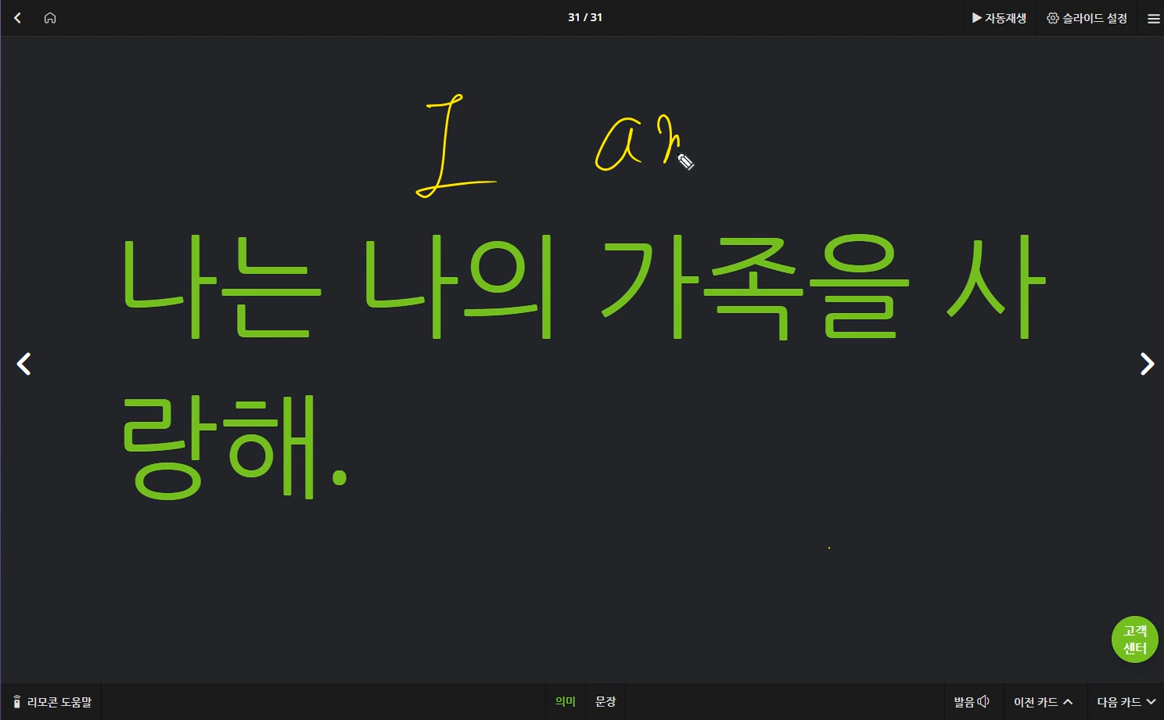 31 / 31
자동재생
슬라이드 설정
I am
나는 나의 가족을 사
랑해.
고객
센터
리모콘 도움말
의미
문장
발음
이전 카드
다음 카드